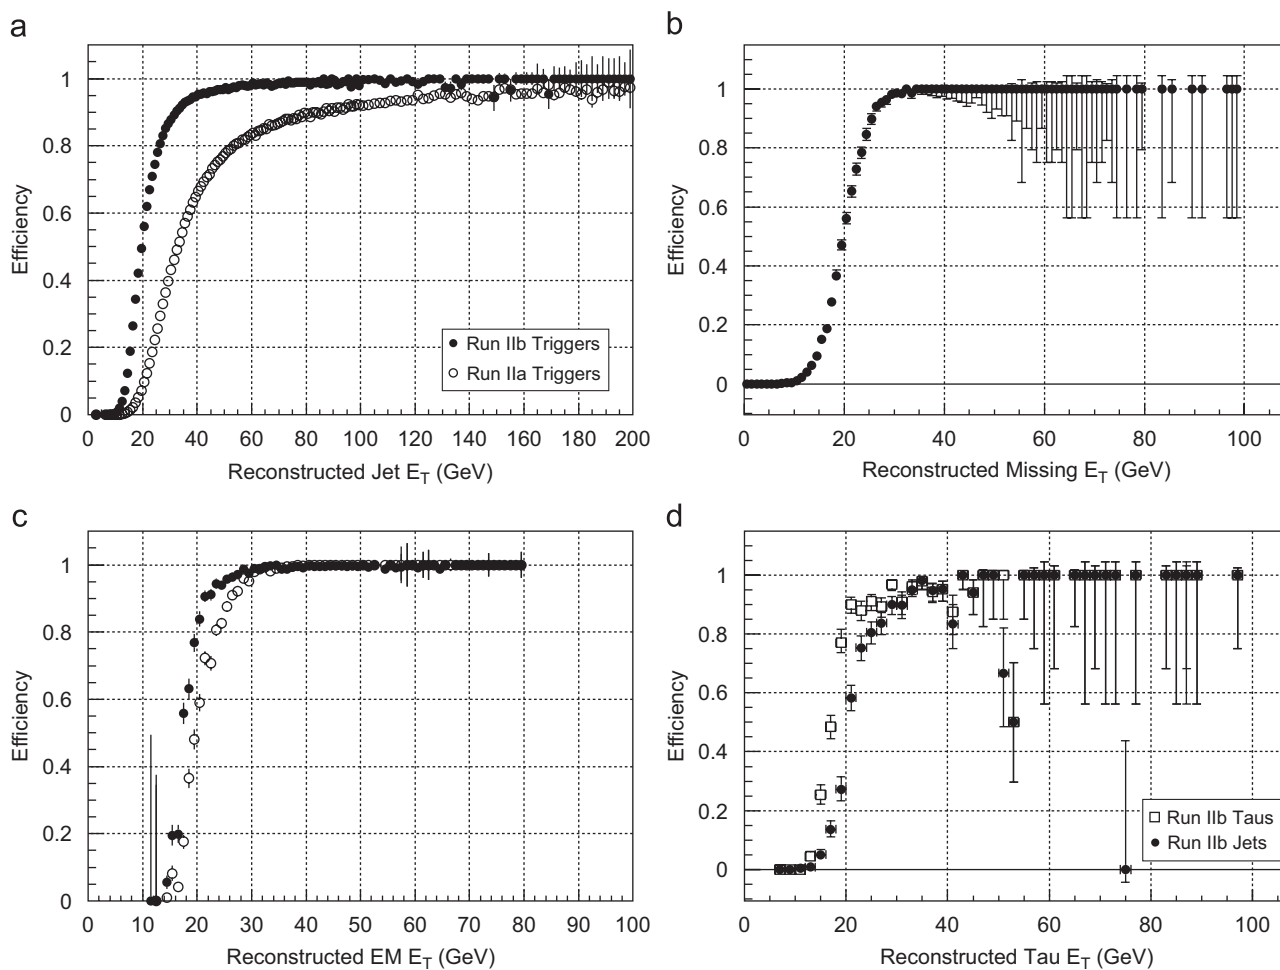 a
1
0.8
0.6
0.4
0.2
0
Efficiency
Run IIb Triggers
Run IIa Triggers
0 20 40 60 80 100 120 140 160 180 200
Reconstructed Jet E_T (GeV)
b
1
0.8
0.6
0.4
0.2
0
Efficiency
0 20 40 60 80 100
Reconstructed Missing E_T (GeV)
c
1
0.8
0.6
0.4
0.2
0
Efficiency
0 10 20 30 40 50 60 70 80 90 100
Reconstructed EM E_T (GeV)
d
1
0.8
0.6
0.4
0.2
0
Efficiency
Run IIb Taus
Run IIb Jets
0 20 40 60 80 100
Reconstructed Tau E_T (GeV)